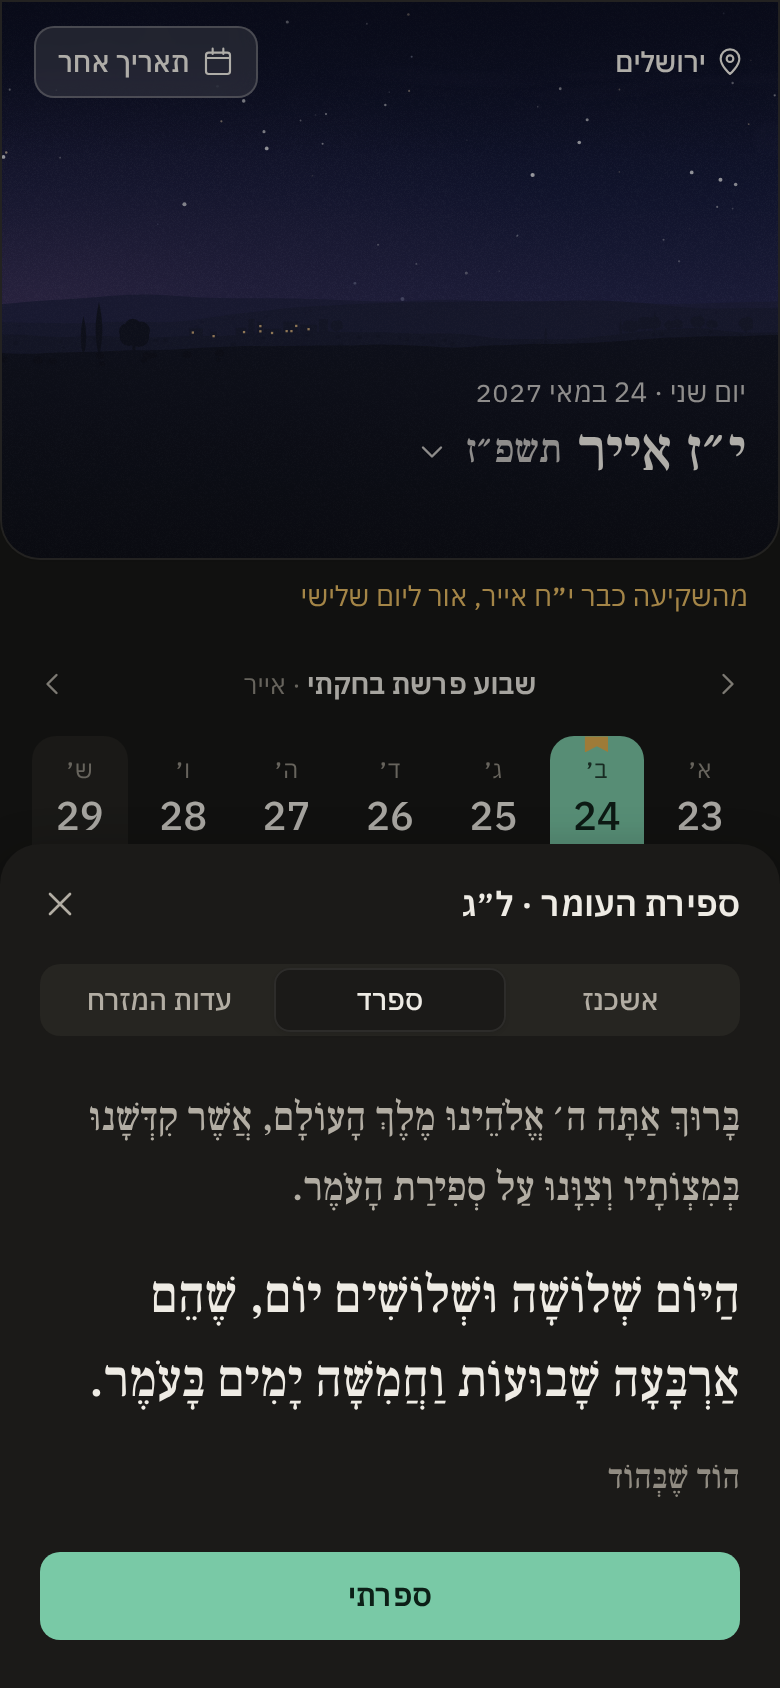 ירושלים
תאריך אחר
יום שני · 24 במאי 2027
י״ז אייר תשפ״ז
מהשקיעה כבר י״ח אייר, אור ליום שלישי
שבוע פרשת בחקתי · אייר
א׳ ב׳ ג׳ ד׳ ה׳ ו׳ ש׳
23 24 25 26 27 28 29
ספירת העומר · ל״ג
אשכנז ספרד עדות המזרח
בָּרוּךְ אַתָּה ה׳ אֱלֹהֵינוּ מֶלֶךְ הָעוֹלָם, אֲשֶׁר קִדְּשָׁנוּ
בְּמִצְוֹתָיו וְצִוָּנוּ עַל סְפִירַת הָעֹמֶר.
הַיּוֹם שְׁלוֹשָׁה וּשְׁלוֹשִׁים יוֹם, שֶׁהֵם
אַרְבָּעָה שָׁבוּעוֹת וַחֲמִשָּׁה יָמִים בָּעֹמֶר.
הוֹד שֶׁבְּהוֹד
ספרתי